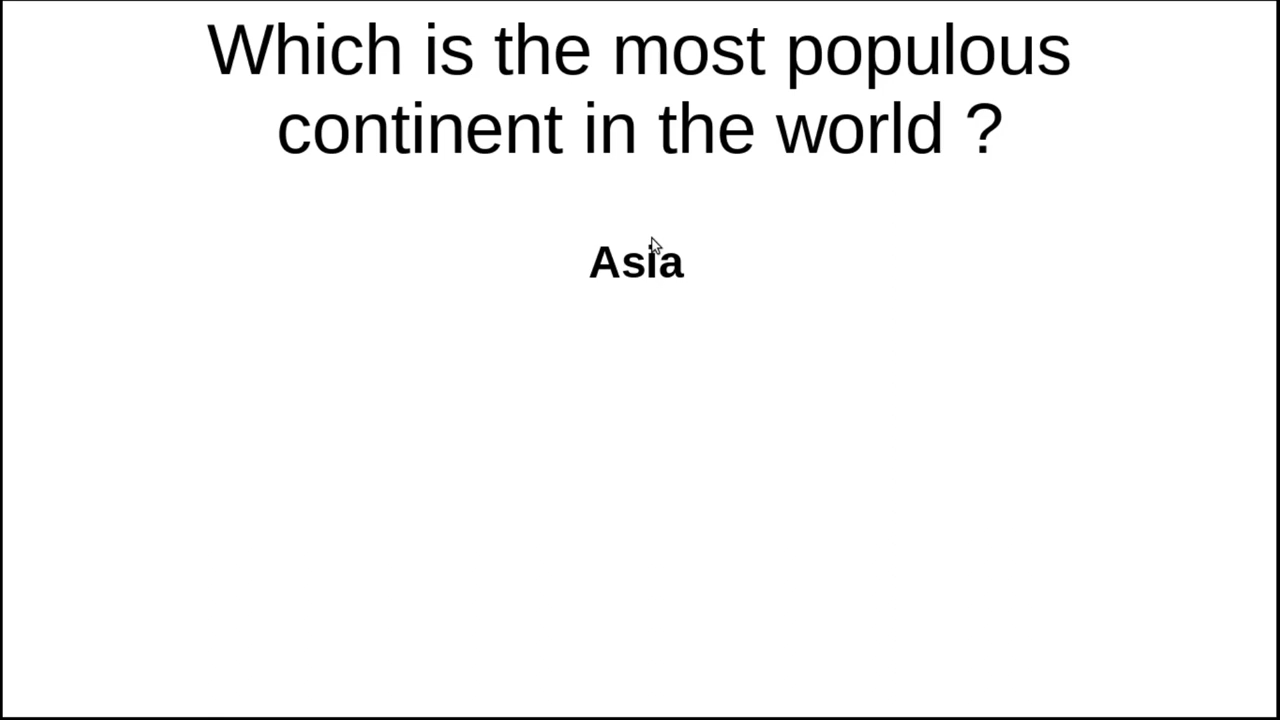 Which is the most populous
continent in the world ?
Asia